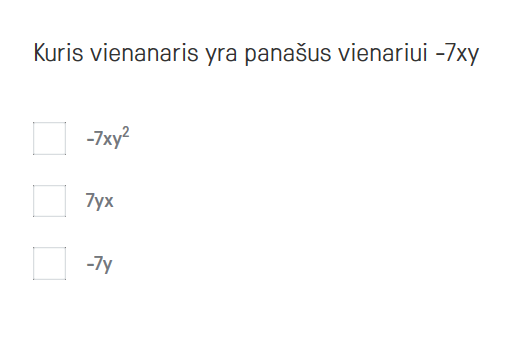 Kuris vienanaris yra panašus vienariui -7xy
-7xy²
7yx
-7y